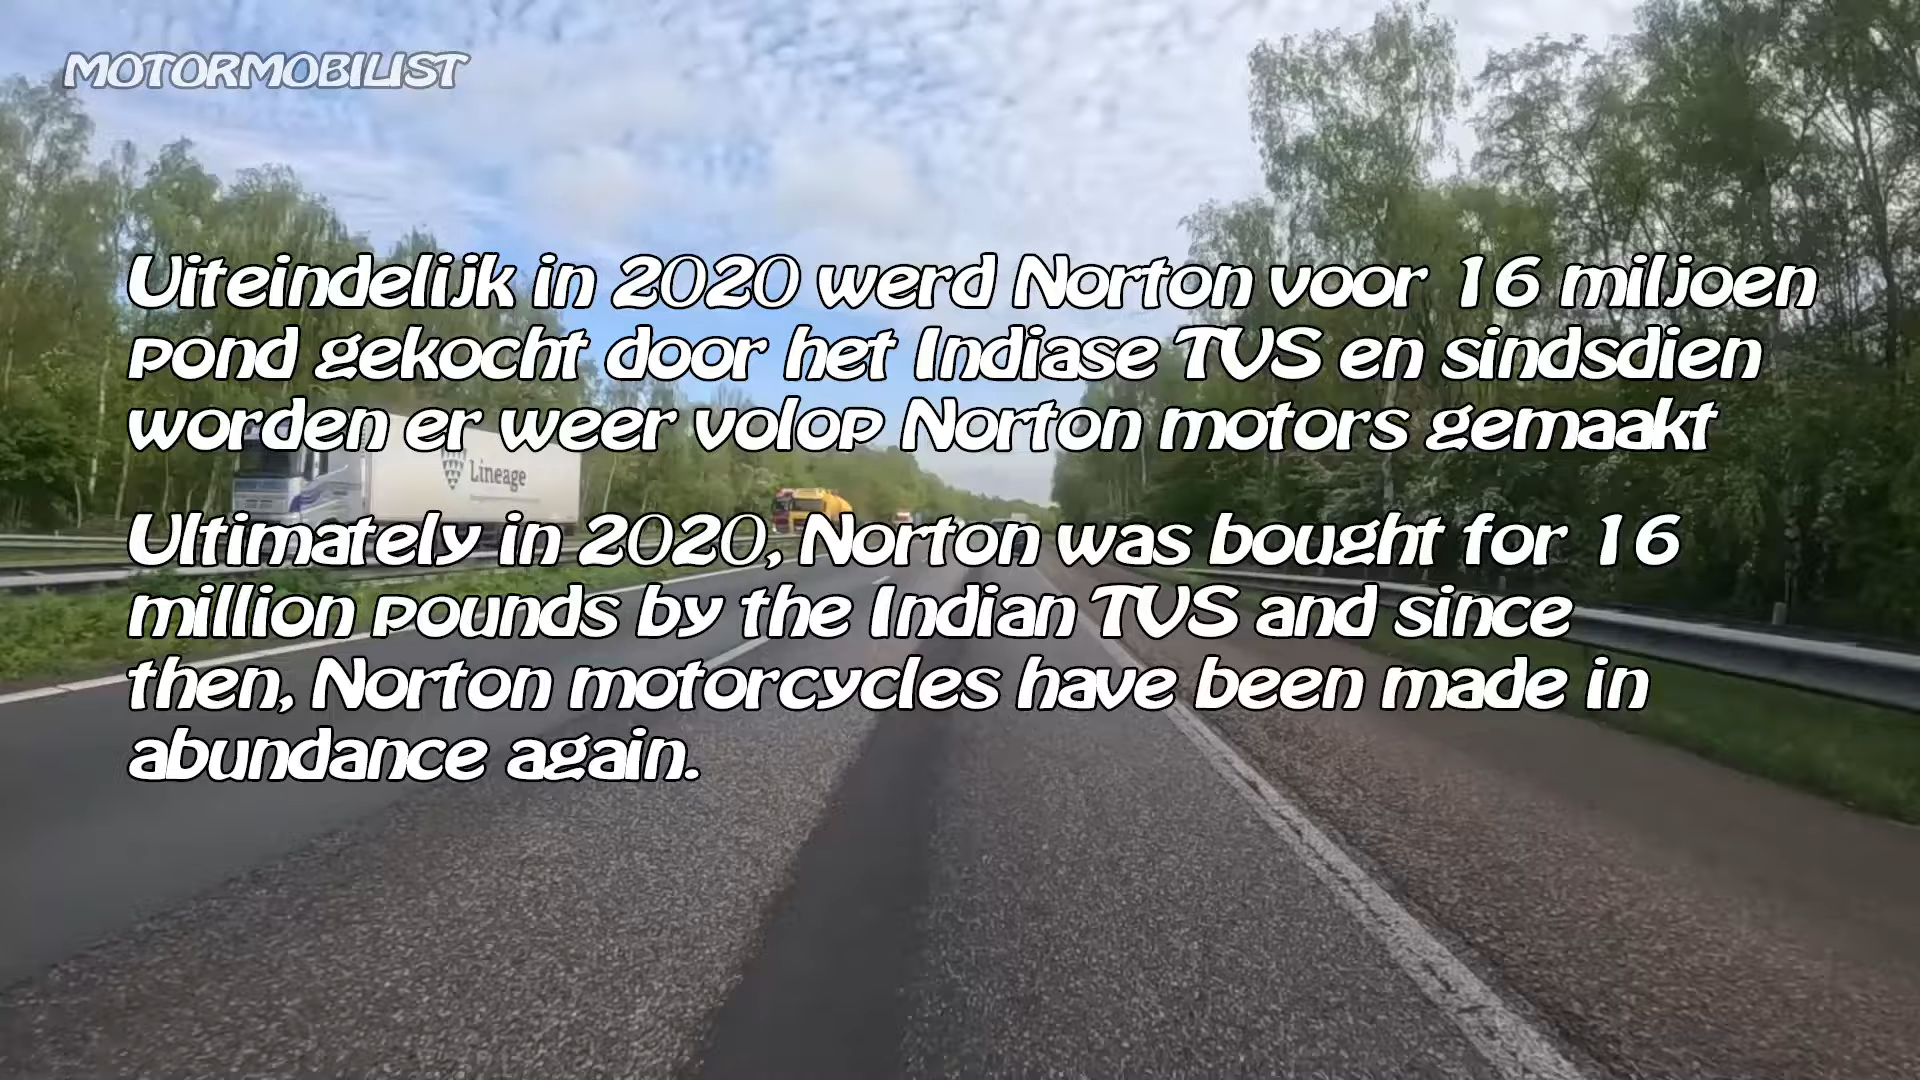 MOTORMOBILIST
Uiteindelijk in 2020 werd Norton voor 16 miljoen
pond gekocht door het Indiase TVS en sindsdien
worden er weer volop Norton motors gemaakt
Lineage
Ultimately in 2020, Norton was bought for 16
million pounds by the Indian TVS and since
then, Norton motorcycles have been made in
abundance again.